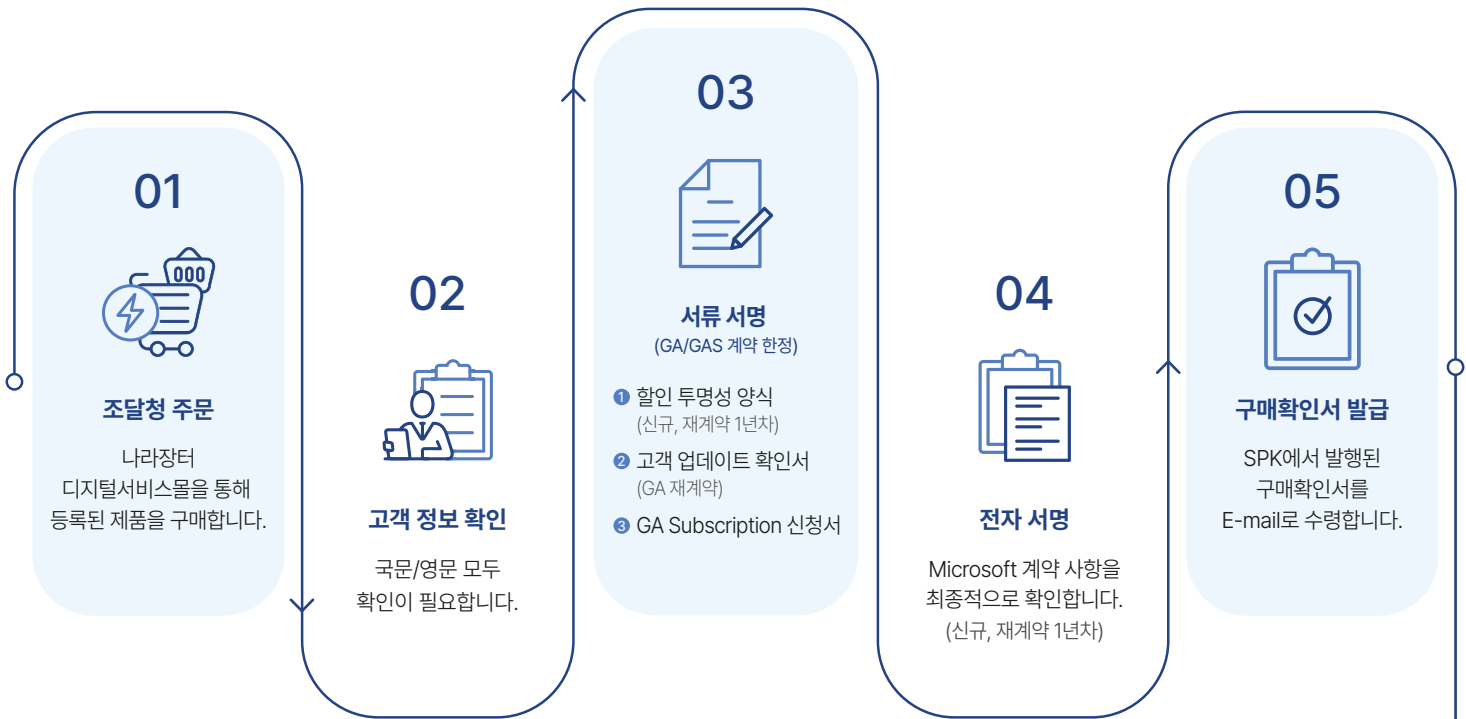 01
조달청 주문
나라장터
디지털서비스몰을 통해
등록된 제품을 구매합니다.
02
고객 정보 확인
국문/영문 모두
확인이 필요합니다.
03
서류 서명
(GA/GAS 계약 한정)
1 할인 투명성 양식
(신규, 재계약 1년차)
2 고객 업데이트 확인서
(GA 재계약)
3 GA Subscription 신청서
04
전자 서명
Microsoft 계약 사항을
최종적으로 확인합니다.
(신규, 재계약 1년차)
05
구매확인서 발급
SPK에서 발행된
구매확인서를
E-mail로 수령합니다.